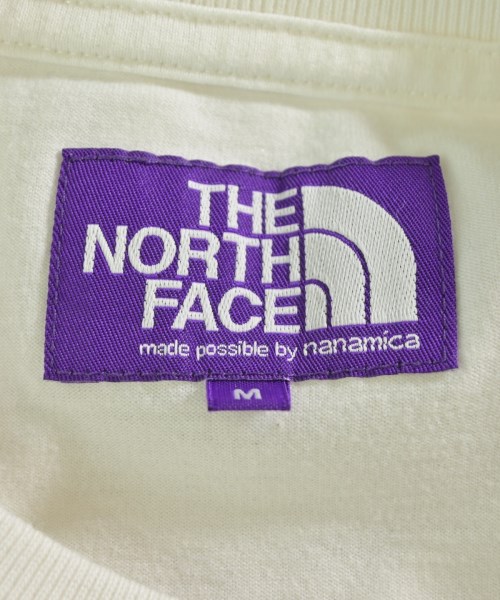 THE
NORTH
FACE
made possible by nanamica
M